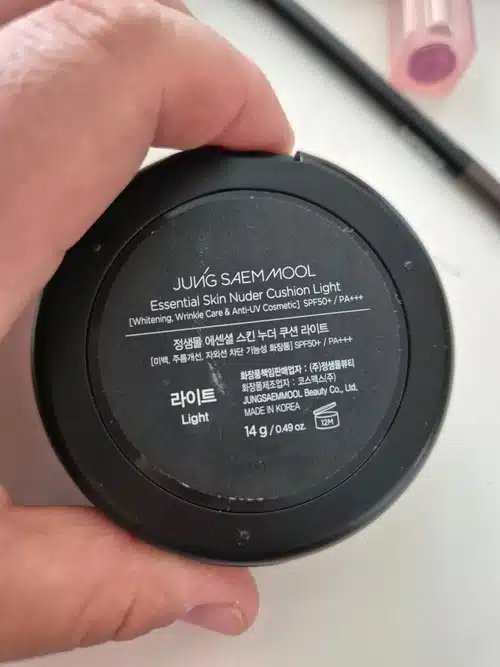 JUNG SAEMMOOL
Essential Skin Nuder Cushion Light
[Whitening, Wrinkle Care & Anti-UV Cosmetic] SPF50+ / PA+++
정샘물 에센셜 스킨 누더 쿠션 라이트
[미백, 주름개선, 자외선 차단 기능성 화장품] SPF50+ / PA+++
라이트
Light
화장품책임판매업자 : (주)정샘물뷰티
화장품제조업자 : 코스맥스(주)
JUNGSAEMMOOL Beauty Co., Ltd.
MADE IN KOREA
14 g / 0.49 oz.
12M